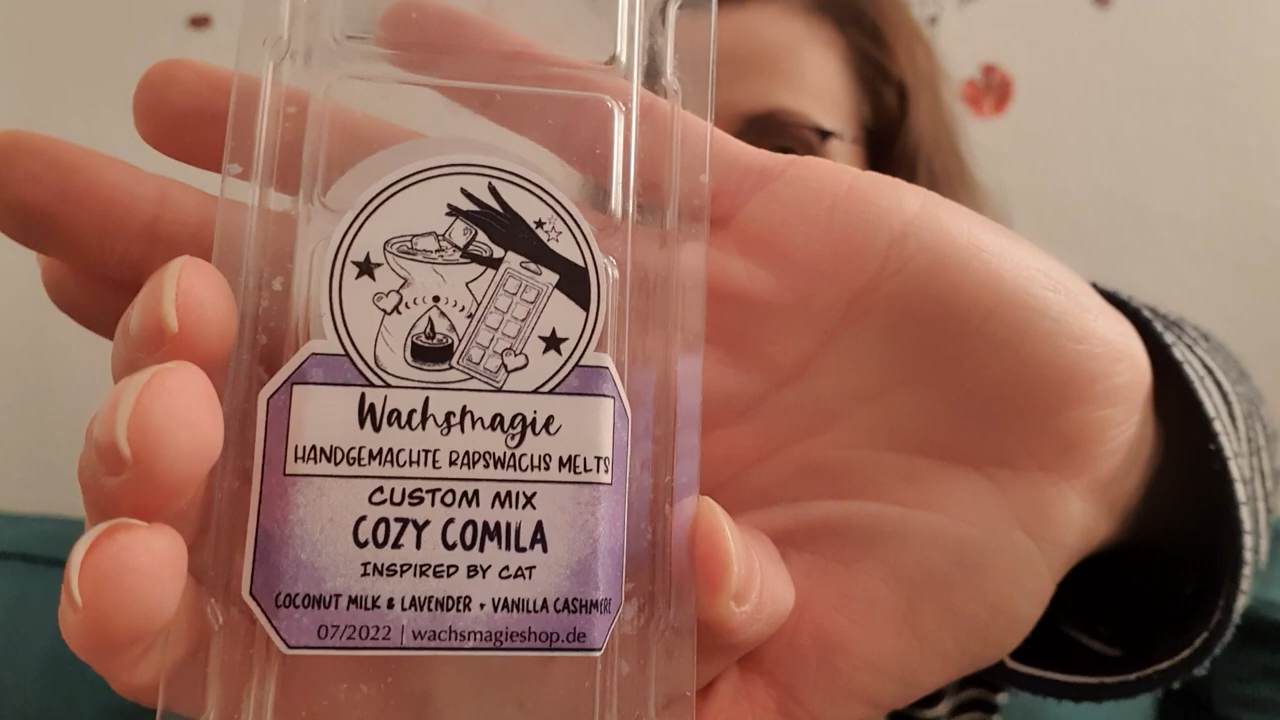 Wachsmagie
HANDGEMACHTE RAPSWACHS MELTS
CUSTOM MIX
COZY COMILA
INSPIRED BY CAT
COCONUT MILK & LAVENDER + VANILLA CASHMERE
07/2022 | wachsmagieshop.de